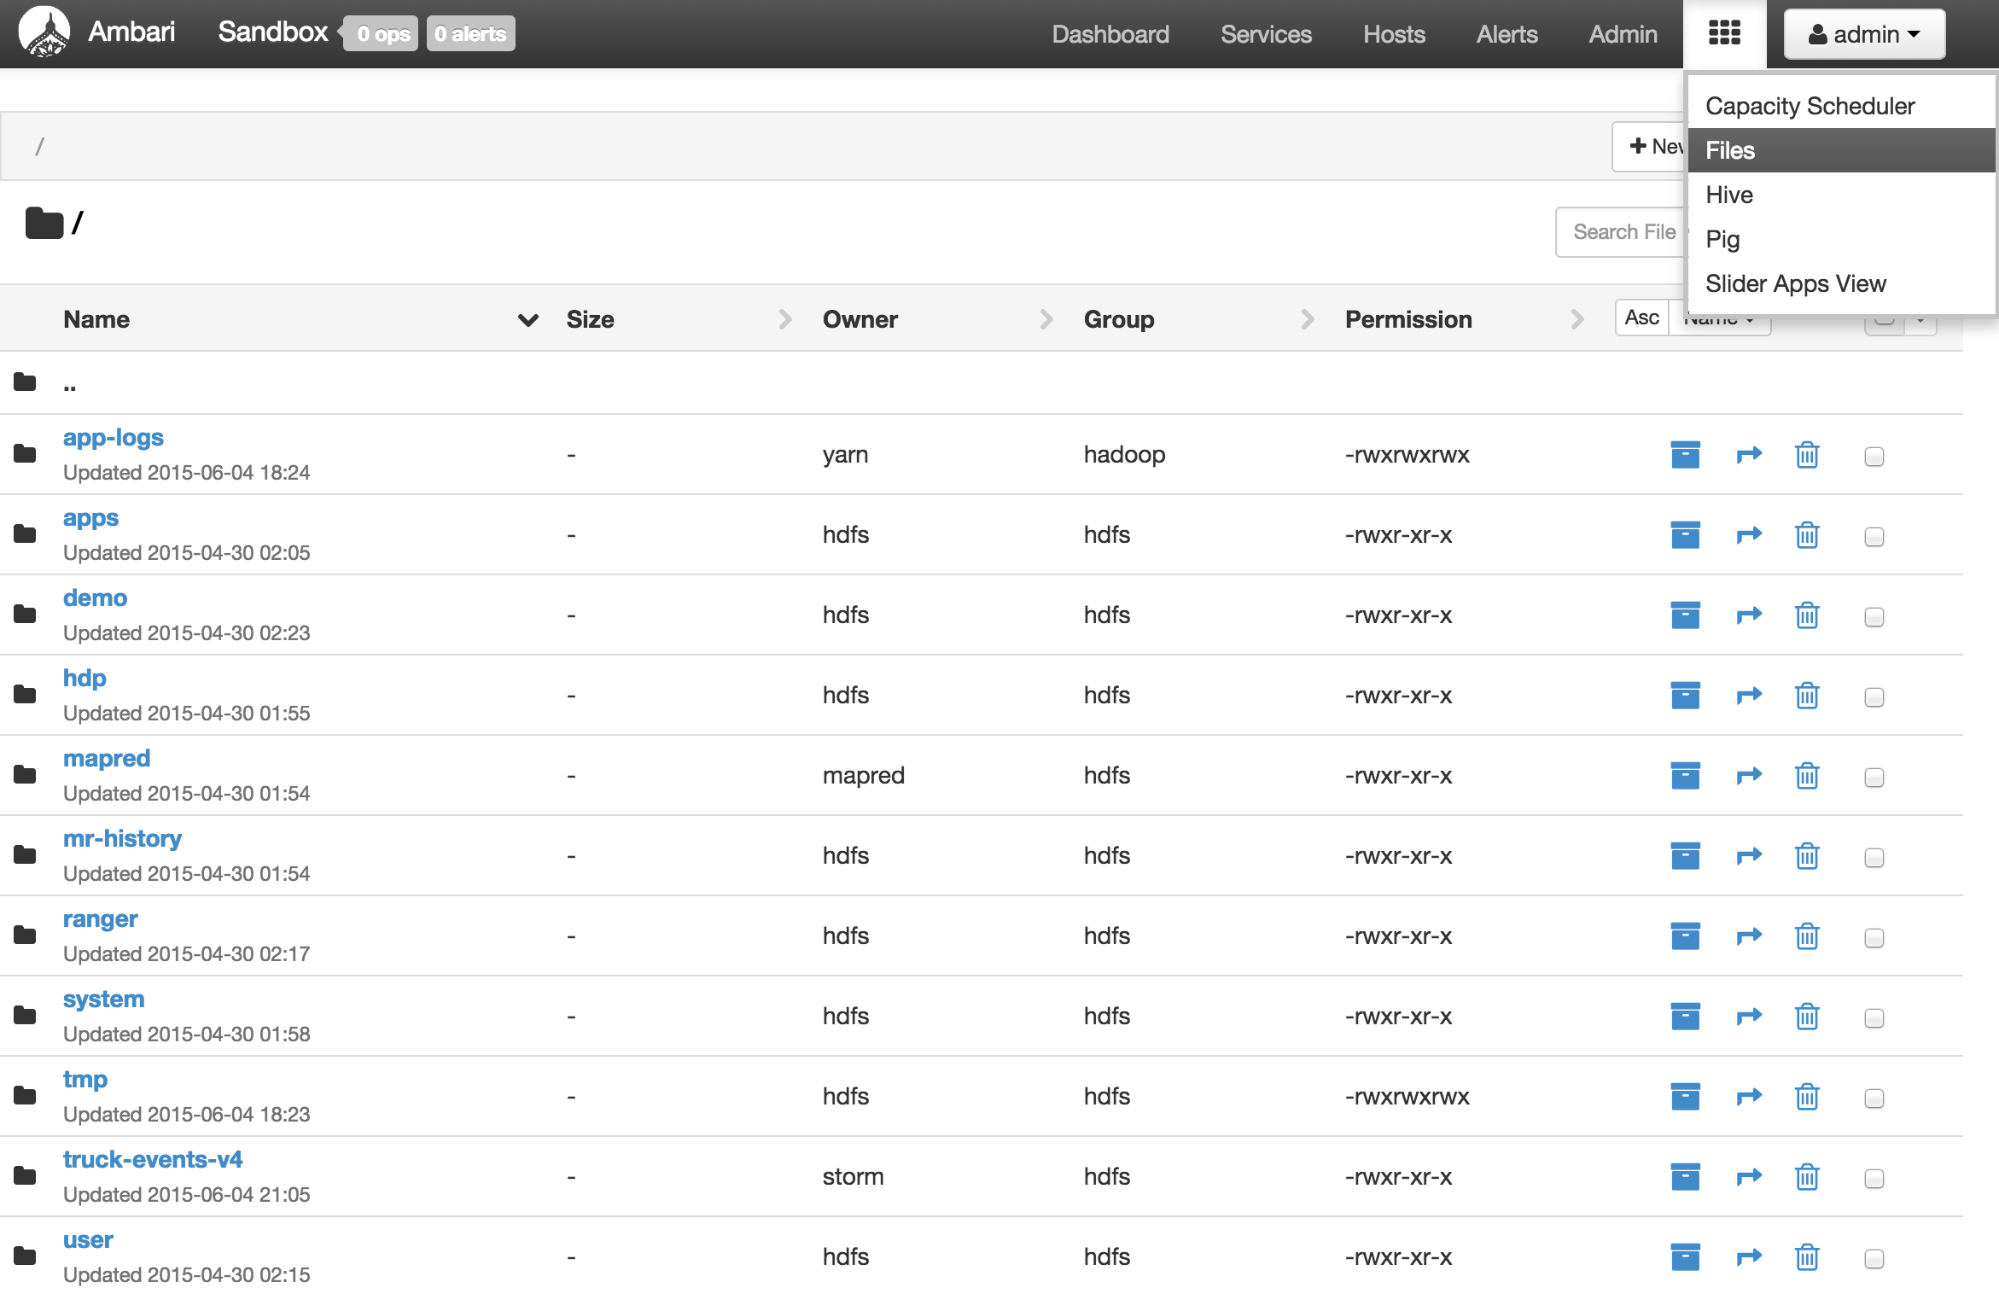 Ambari Sandbox 0 ops 0 alerts Dashboard Services Hosts Alerts Admin admin
Capacity Scheduler
Files
Hive
Pig
Slider Apps View
/
/
Search File
Name Size Owner Group Permission Asc Name
..
app-logs
Updated 2015-06-04 18:24
- yarn hadoop -rwxrwxrwx
apps
Updated 2015-04-30 02:05
- hdfs hdfs -rwxr-xr-x
demo
Updated 2015-04-30 02:23
- hdfs hdfs -rwxr-xr-x
hdp
Updated 2015-04-30 01:55
- hdfs hdfs -rwxr-xr-x
mapred
Updated 2015-04-30 01:54
- mapred hdfs -rwxr-xr-x
mr-history
Updated 2015-04-30 01:54
- hdfs hdfs -rwxr-xr-x
ranger
Updated 2015-04-30 02:17
- hdfs hdfs -rwxr-xr-x
system
Updated 2015-04-30 01:58
- hdfs hdfs -rwxr-xr-x
tmp
Updated 2015-06-04 18:23
- hdfs hdfs -rwxrwxrwx
truck-events-v4
Updated 2015-06-04 21:05
- storm hdfs -rwxr-xr-x
user
Updated 2015-04-30 02:15
- hdfs hdfs -rwxr-xr-x